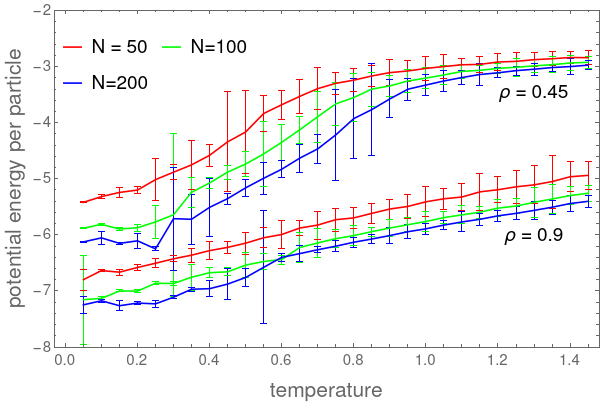 −2
N = 50 N=100
−3
N=200
ρ = 0.45
−4
potential energy per particle
−5
−6
ρ = 0.9
−7
−8
0.0 0.2 0.4 0.6 0.8 1.0 1.2 1.4
temperature